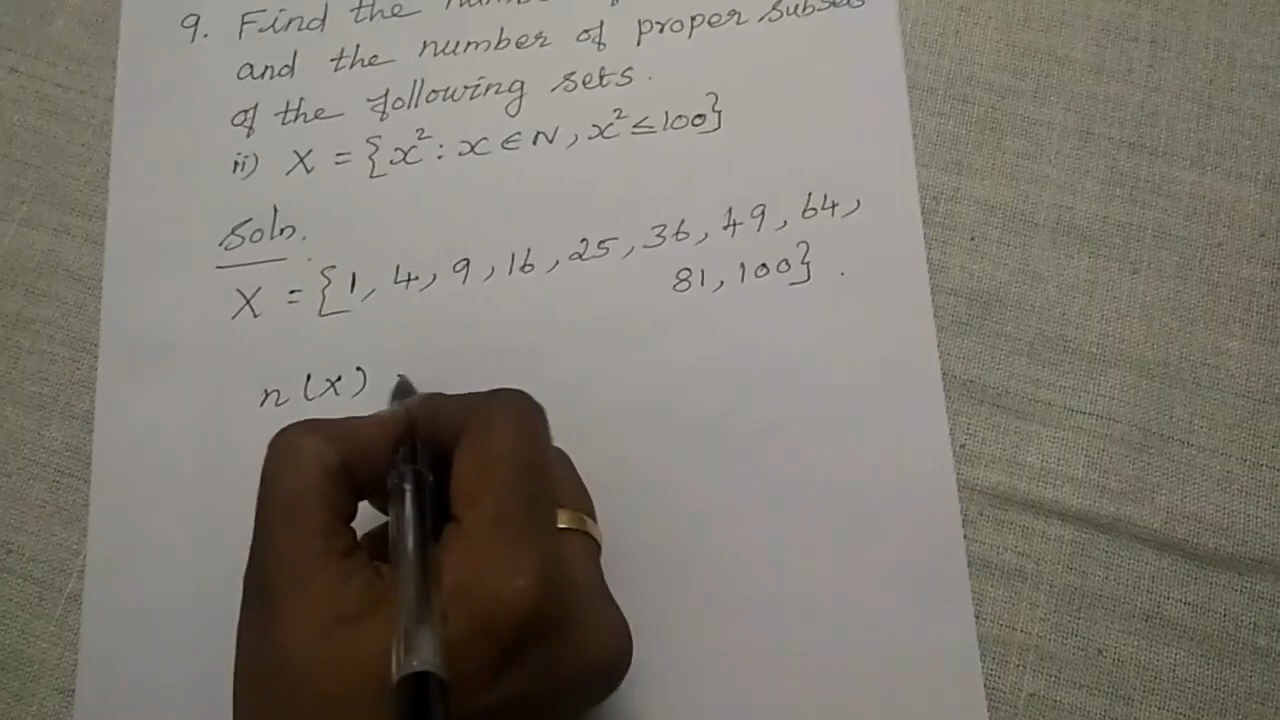 9. Find the
and the number of proper subsets
of the following sets.
ii) X = {x² : x ∈ N, x² ≤ 100}
Soln.
X = {1, 4, 9, 16, 25, 36, 49, 64,
81, 100}.
n(X)